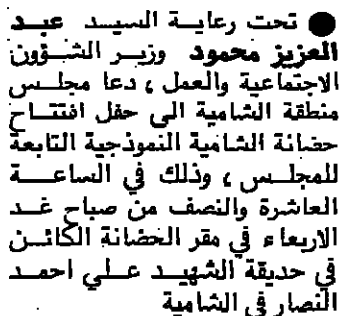 ● تحت رعاية السيد عبد
العزيز محمود وزير الشؤون
الاجتماعية والعمل ، دعا مجلس
منطقة الشامية الى حفل افتتاح
حضانة الشامية النموذجية التابعة
للمجلس ، وذلك في الساعة
العاشرة والنصف من صباح غد
الاربعاء في مقر الحضانة الكائن
في حديقة الشهيد علي احمد
النصار في الشامية